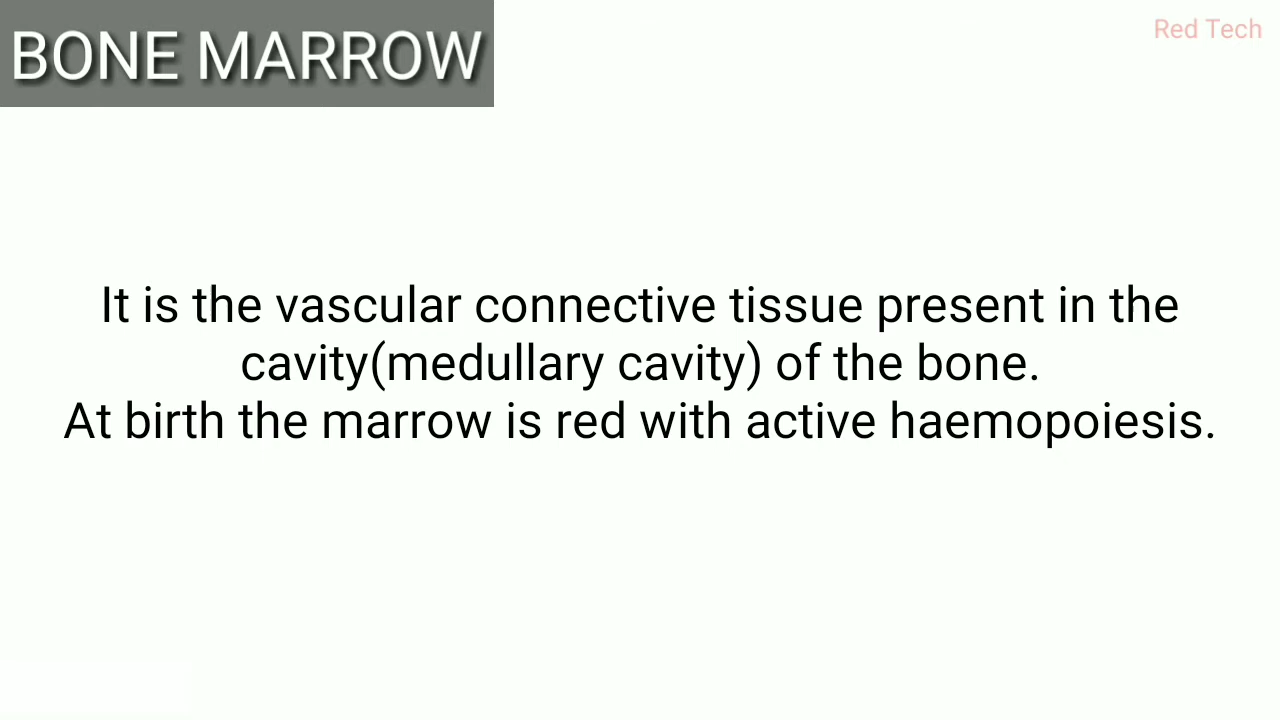 BONE MARROW
Red Tech
It is the vascular connective tissue present in the
cavity(medullary cavity) of the bone.
At birth the marrow is red with active haemopoiesis.